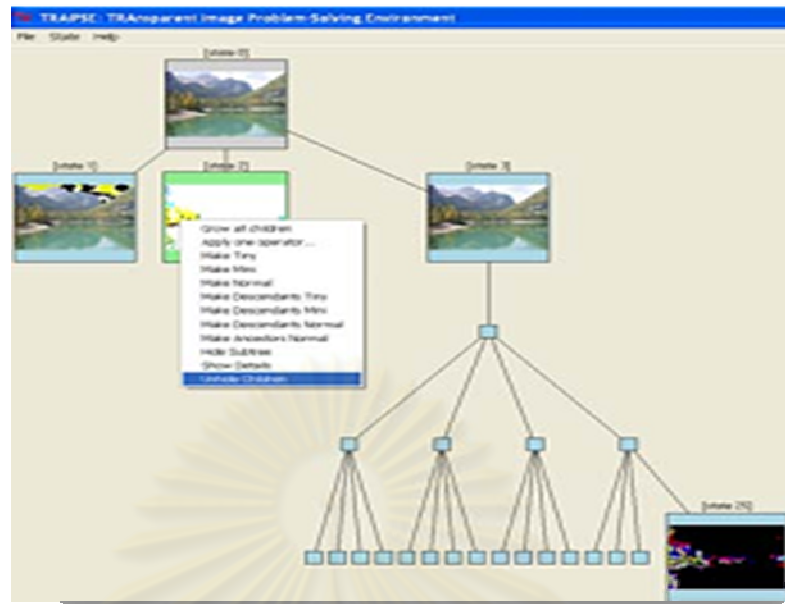 TRAIPSE: TRAnsparent Image Problem-Solving Environment
File State Help
[state 0]
[state 1] [state 2] [state 3]
Grow all children
Apply one operator...
Make Tiny
Make Mini
Make Normal
Make Descendants Tiny
Make Descendants Mini
Make Descendants Normal
Make Ancestors Normal
Hide Subtree
Show Details
Unhide Children
[state 25]